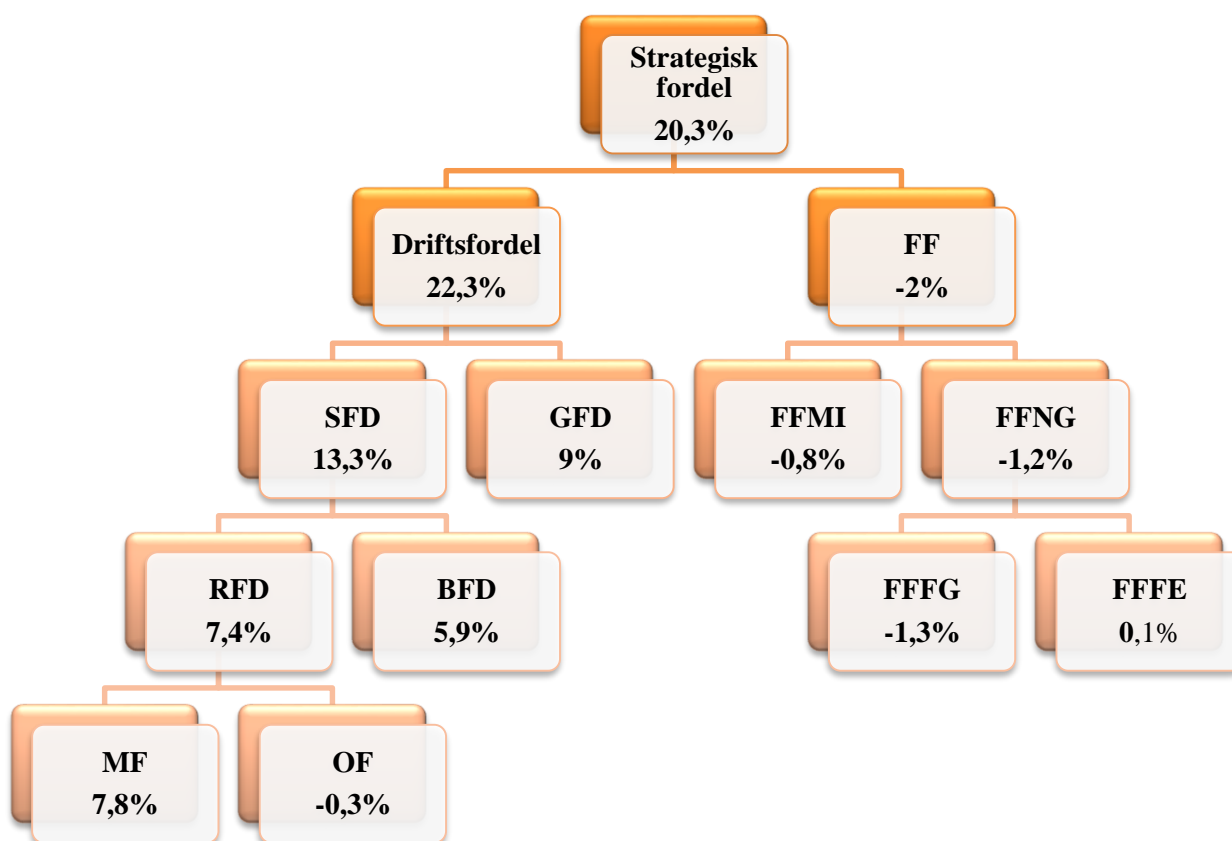 Strategisk
fordel
20,3%
Driftsfordel
22,3%
FF
-2%
SFD
13,3%
GFD
9%
FFMI
-0,8%
FFNG
-1,2%
RFD
7,4%
BFD
5,9%
FFFG
-1,3%
FFFE
0,1%
MF
7,8%
OF
-0,3%